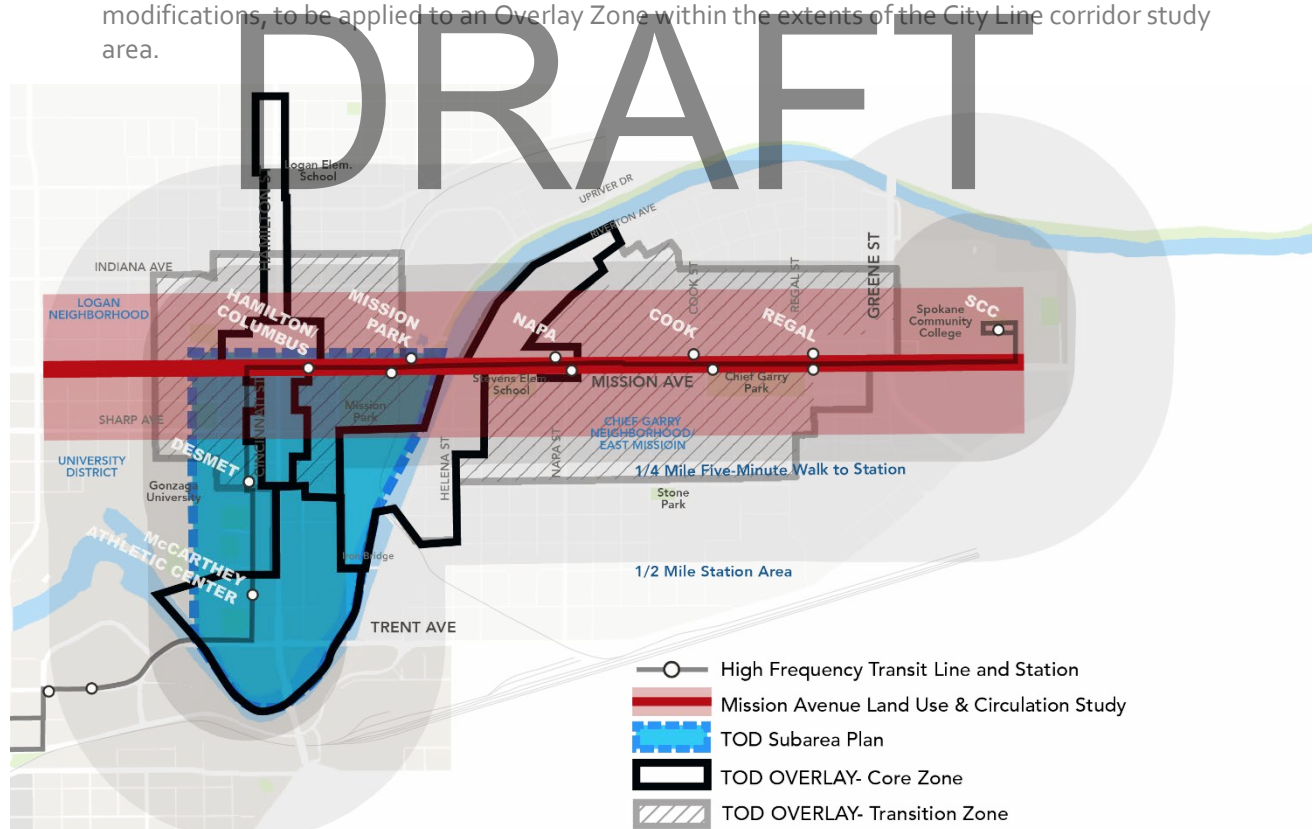 modifications, to be applied to an Overlay Zone within the extents of the City Line corridor study
area.
DRAFT
Logan Elem.
School
HAMILTON ST
UPRIVER DR
RIVERTON AVE
INDIANA AVE
LOGAN
NEIGHBORHOOD
HAMILTON/
COLUMBUS
MISSION
PARK
NAPA
COOK ST
COOK
REGAL ST
REGAL
GREENE ST
Spokane
Community
College
SCC
Stevens Elem.
School
MISSION AVE
Chief Garry
Park
Mission
Park
SHARP AVE
CINCINNATI ST
CHIEF GARRY
NEIGHBORHOOD/
EAST MISSIOIN
UNIVERSITY
DISTRICT
DESMET
Gonzaga
University
HELENA ST
NAPA ST
1/4 Mile Five-Minute Walk to Station
Stone
Park
McCARTHEY
ATHLETIC CENTER
Iron Bridge
1/2 Mile Station Area
TRENT AVE
High Frequency Transit Line and Station
Mission Avenue Land Use & Circulation Study
TOD Subarea Plan
TOD OVERLAY- Core Zone
TOD OVERLAY- Transition Zone